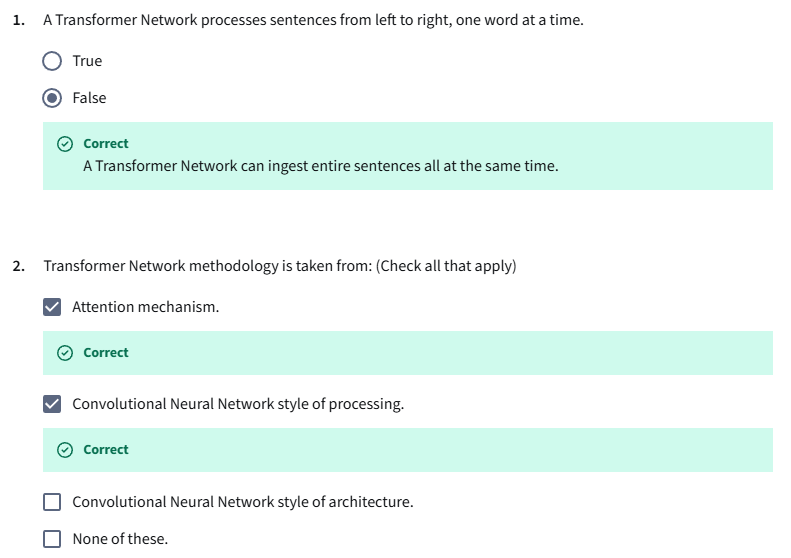 1. A Transformer Network processes sentences from left to right, one word at a time.
True
False
Correct
A Transformer Network can ingest entire sentences all at the same time.
2. Transformer Network methodology is taken from: (Check all that apply)
Attention mechanism.
Correct
Convolutional Neural Network style of processing.
Correct
Convolutional Neural Network style of architecture.
None of these.